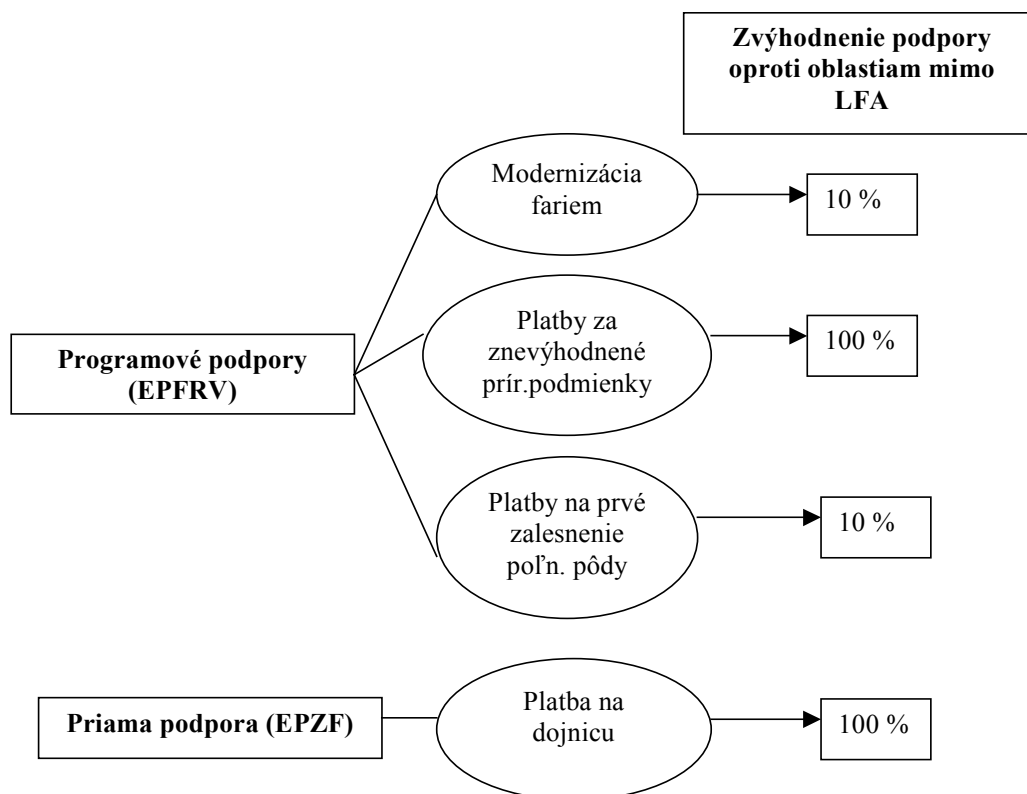 Zvýhodnenie podpory
oproti oblastiam mimo
LFA
Modernizácia
fariem
10 %
Platby za
znevýhodnené
prír.podmienky
100 %
Programové podpory
(EPFRV)
Platby na prvé
zalesnenie
poľn. pôdy
10 %
Priama podpora (EPZF)
Platba na
dojnicu
100 %